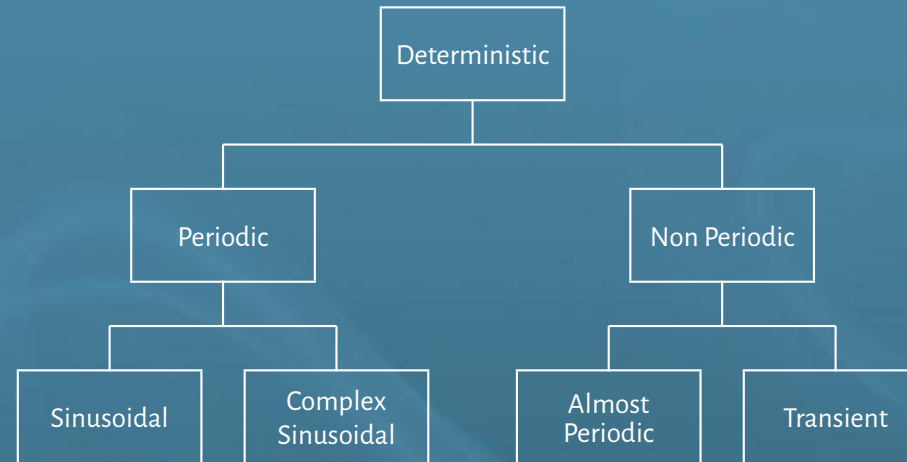 Deterministic
Periodic
Non Periodic
Sinusoidal
Complex
Sinusoidal
Almost
Periodic
Transient